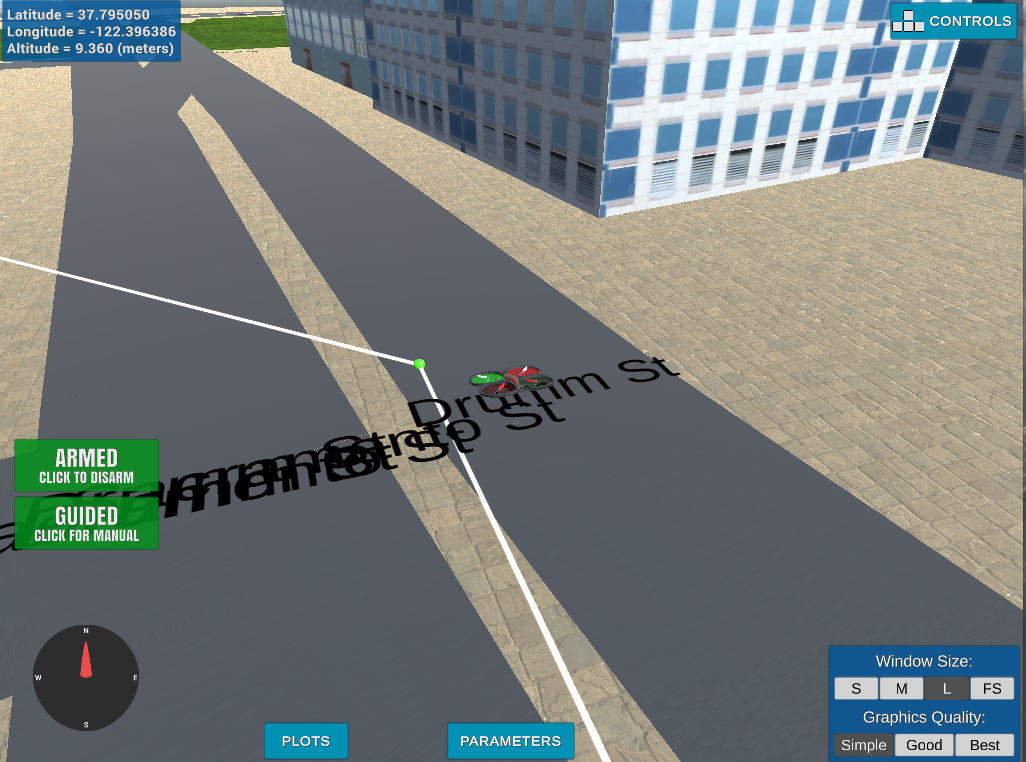 Latitude = 37.795050
Longitude = -122.396386
Altitude = 9.360 (meters)
CONTROLS
Drumm St
St
ARMED
CLICK TO DISARM
GUIDED
CLICK FOR MANUAL
N
W
E
S
PLOTS
PARAMETERS
Window Size:
S M L FS
Graphics Quality:
Simple Good Best